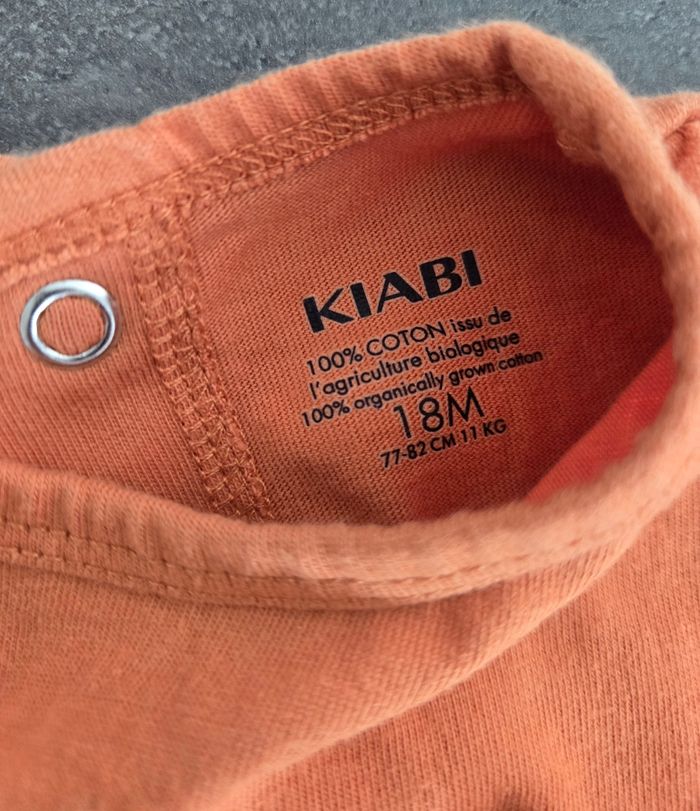 KIABI
100% COTON issu de
l'agriculture biologique
100% organically grown cotton
18M
77-82 CM 11 KG